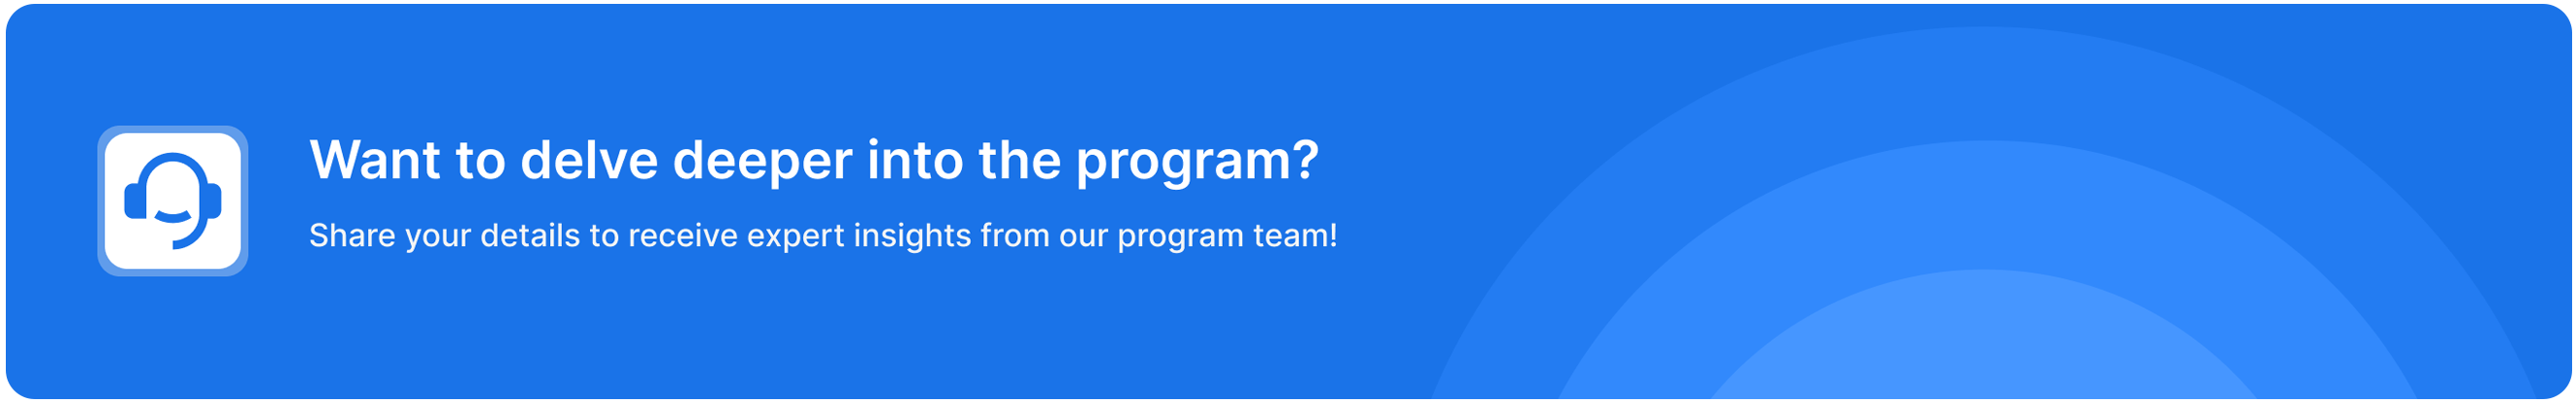 Want to delve deeper into the program?
Share your details to receive expert insights from our program team!